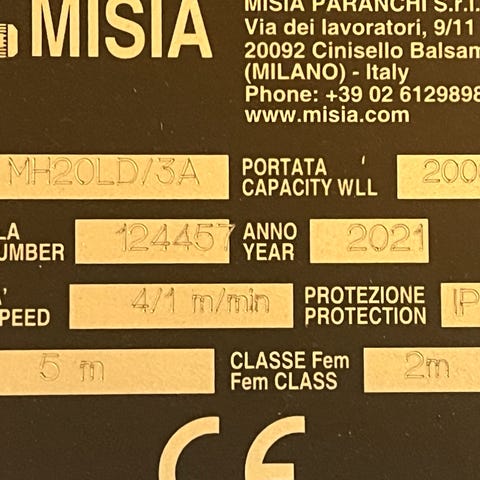 MISIA
MISIA PARANCHI S.r.l.
Via dei lavoratori, 9/11
20092 Cinisello Balsam
(MILANO) - Italy
Phone: +39 02 6129898
www.misia.com
MH20LD/3A PORTATA CAPACITY WLL 200
LA UMBER 124457 ANNO YEAR 2021
PEED 4/1 m/min PROTEZIONE PROTECTION IP
5 m CLASSE Fem Fem CLASS 2m
CE